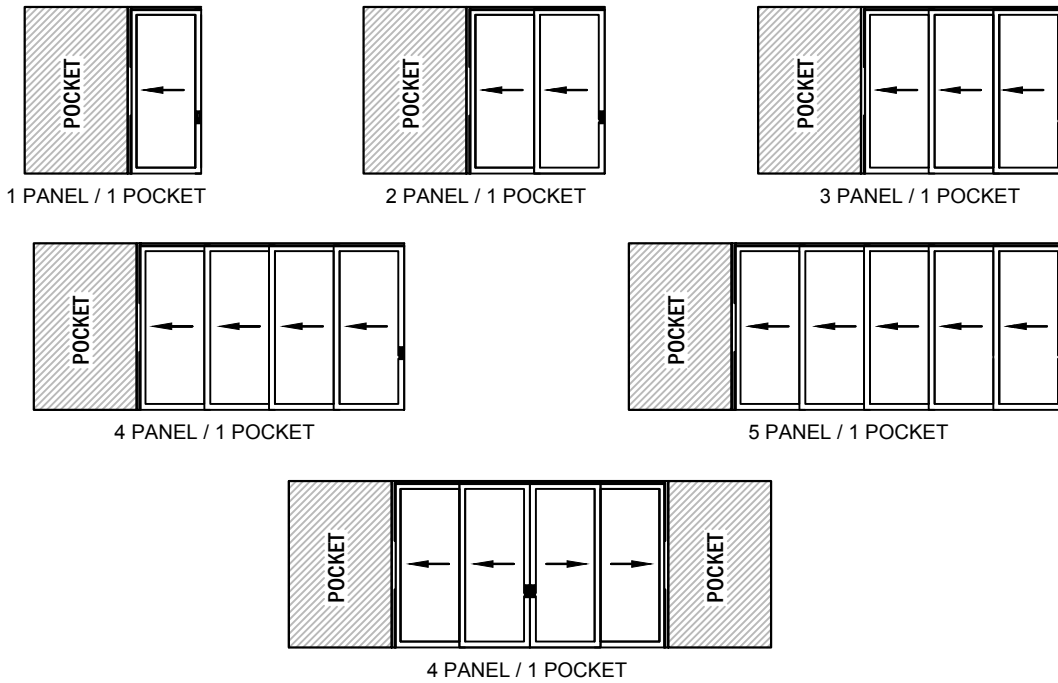 POCKET
1 PANEL / 1 POCKET
POCKET
2 PANEL / 1 POCKET
POCKET
3 PANEL / 1 POCKET
POCKET
4 PANEL / 1 POCKET
POCKET
5 PANEL / 1 POCKET
POCKET
POCKET
4 PANEL / 1 POCKET